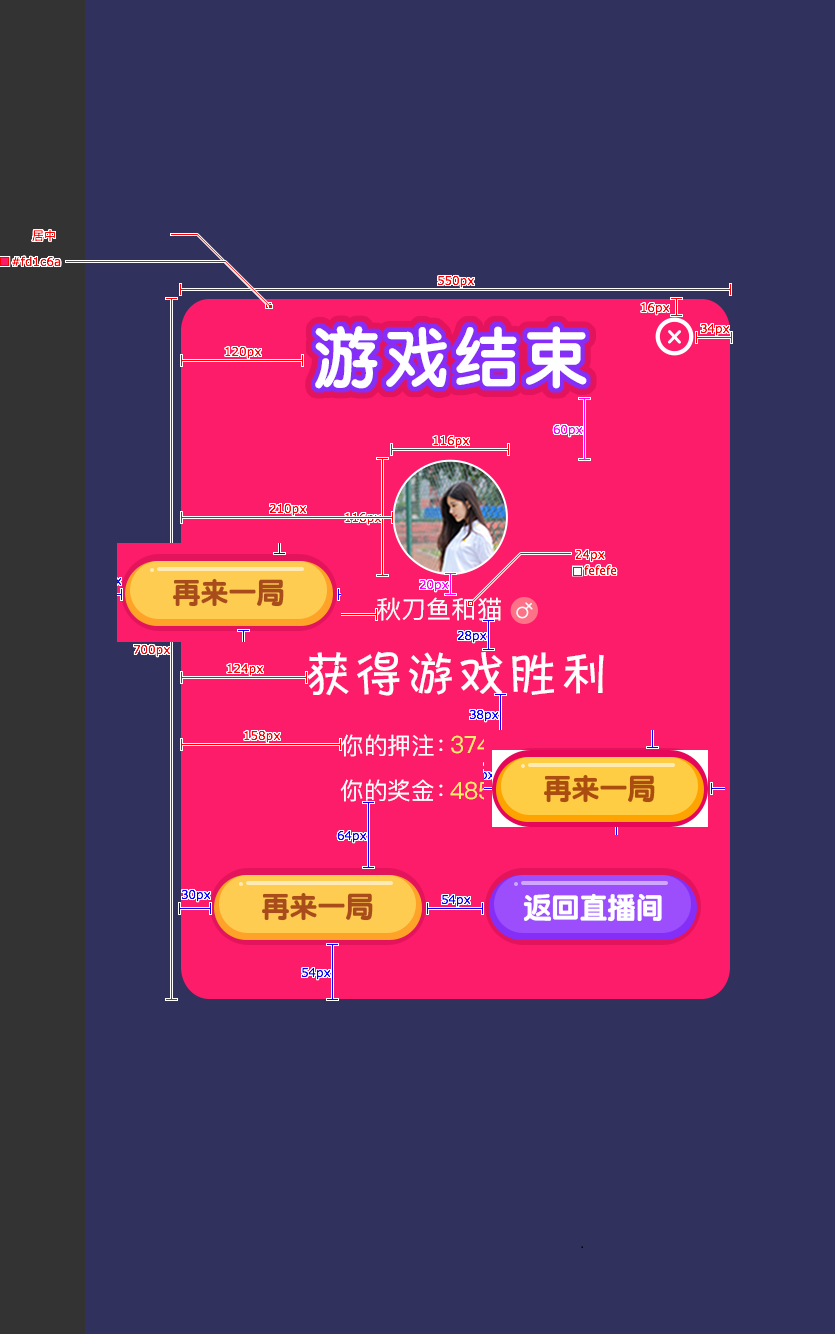 居中
#fd1c6a
550px
16px
34px
游戏结束
120px
60px
116px
210px
116px
24px
fefefe
20px
再来一局
秋刀鱼和猫
28px
700px
124px
获得游戏胜利
38px
158px
你的押注:374
再来一局
你的奖金:485
64px
30px
再来一局
54px
返回直播间
54px